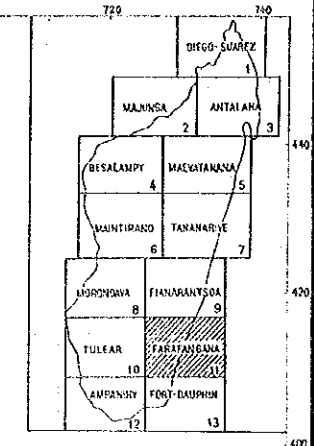 720 740
DIEGO-SUAREZ
1
MAJUNGA ANTALAHA
2 3
440
BESALAMPY MAEVATANANA
4 5
MAINTIRANO TANANARIVE
6 7
420
MORONDAVA FIANARANTSOA
8 9
TULEAR FARAFANGANA
10 11
AMPANIHY FORT-DAUPHIN
12 13
400